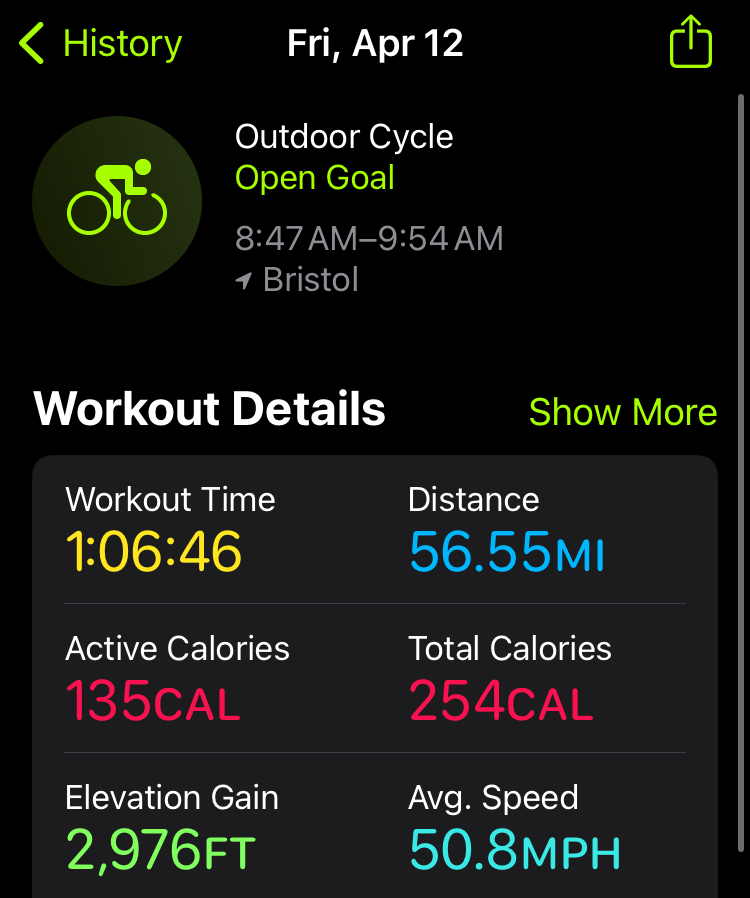 History
Fri, Apr 12
Outdoor Cycle
Open Goal
8:47 AM–9:54 AM
Bristol
Workout Details
Show More
Workout Time
Distance
1:06:46
56.55MI
Active Calories
Total Calories
135CAL
254CAL
Elevation Gain
Avg. Speed
2,976FT
50.8MPH